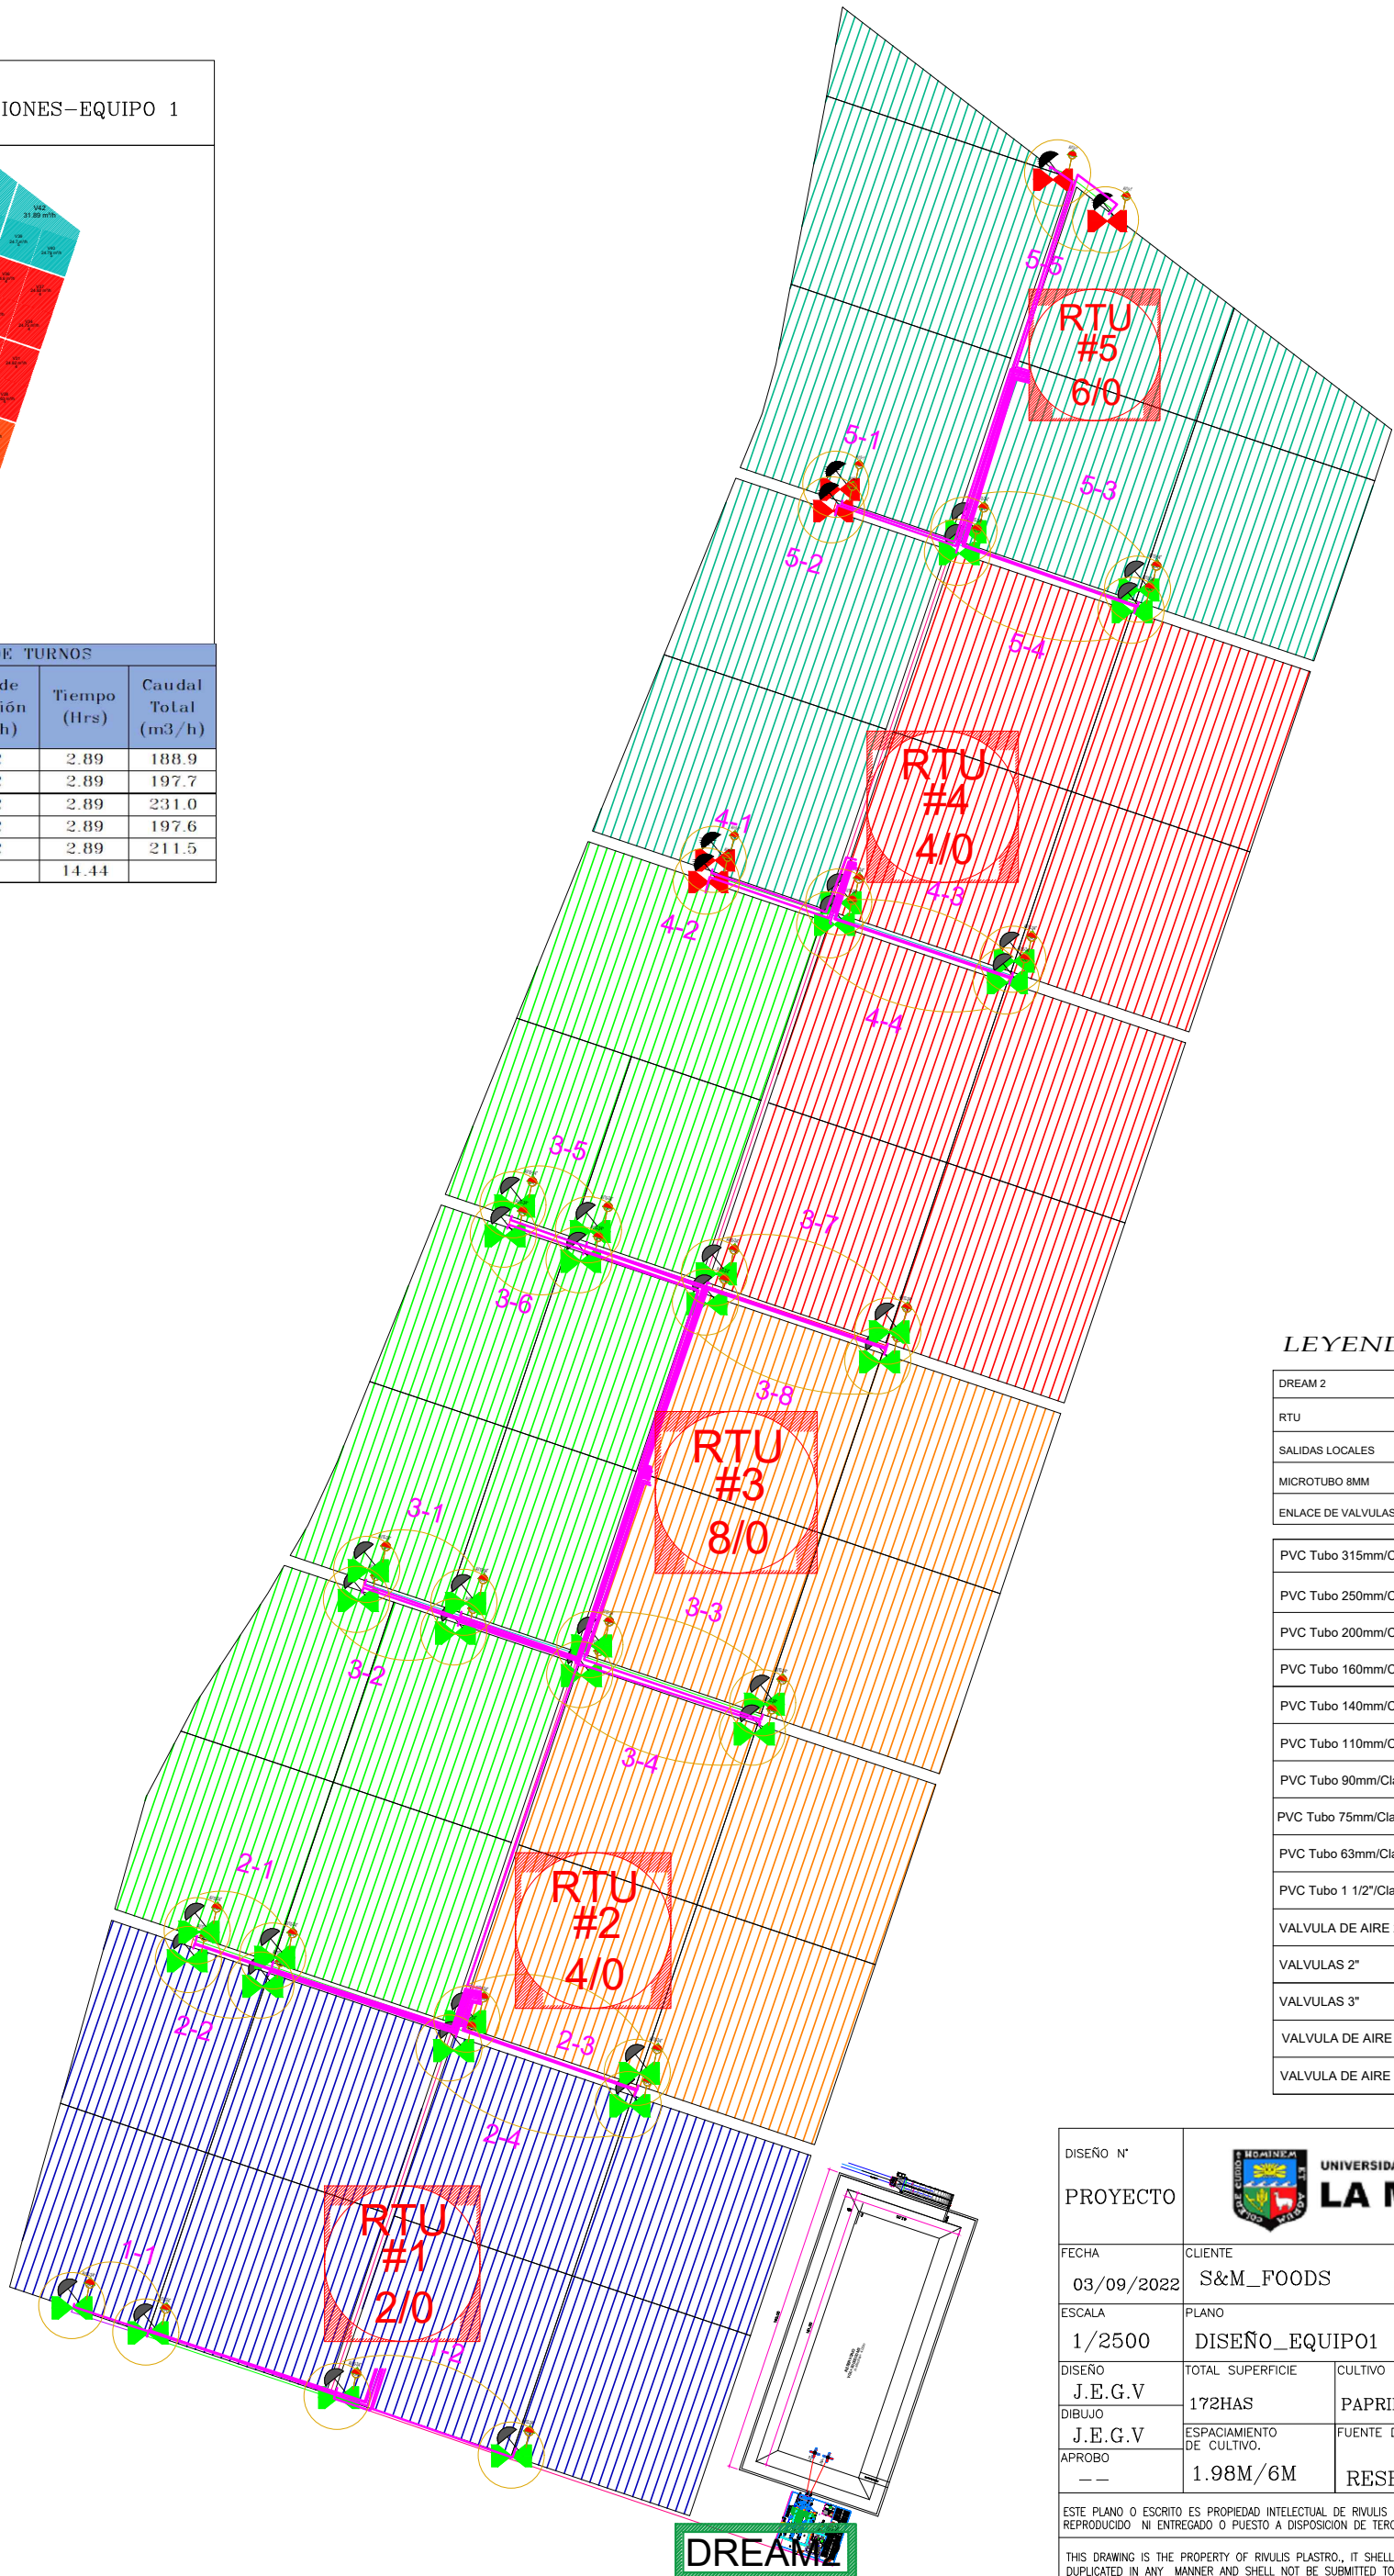 IONES-EQUIPO 1
V42
31.89 m³/h
E TURNOS
de
ión
h)
Tiempo
(Hrs)
Caudal
Total
(m3/h)
2.89 188.9
2.89 197.7
2.89 231.0
2.89 197.6
2.89 211.5
14.44
5-5
RTU
#5
6/0
5-1
5-3
5-2
5-4
RTU
#4
4/0
4-1
4-3
4-2
4-4
3-5
3-7
3-6
3-8
RTU
#3
8/0
3-1
3-3
3-2
3-4
RTU
#2
4/0
2-1
2-3
2-2
2-4
RTU
#1
2/0
1-1
1-2
DREAM2
LEYEND
DREAM 2
RTU
SALIDAS LOCALES
MICROTUBO 8MM
ENLACE DE VALVULAS
PVC Tubo 315mm/C
PVC Tubo 250mm/C
PVC Tubo 200mm/C
PVC Tubo 160mm/C
PVC Tubo 140mm/C
PVC Tubo 110mm/C
PVC Tubo 90mm/Cla
PVC Tubo 75mm/Cla
PVC Tubo 63mm/Cla
PVC Tubo 1 1/2"/Cla
VALVULA DE AIRE
VALVULAS 2"
VALVULAS 3"
VALVULA DE AIRE
VALVULA DE AIRE
DISEÑO N°
PROYECTO
UNIVERSIDA
LA M
FECHA
03/09/2022
CLIENTE
S&M_FOODS
ESCALA
1/2500
PLANO
DISEÑO_EQUIPO1
DISEÑO
J.E.G.V
TOTAL SUPERFICIE
172HAS
CULTIVO
PAPRI
DIBUJO
J.E.G.V
ESPACIAMIENTO
DE CULTIVO.
1.98M/6M
FUENTE D
RESE
APROBO
--
ESTE PLANO O ESCRITO ES PROPIEDAD INTELECTUAL DE RIVULIS
REPRODUCIDO NI ENTREGADO O PUESTO A DISPOSICION DE TERC
THIS DRAWING IS THE PROPERTY OF RIVULIS PLASTRO., IT SHELL
DUPLICATED IN ANY MANNER AND SHELL NOT BE SUBMITTED TO